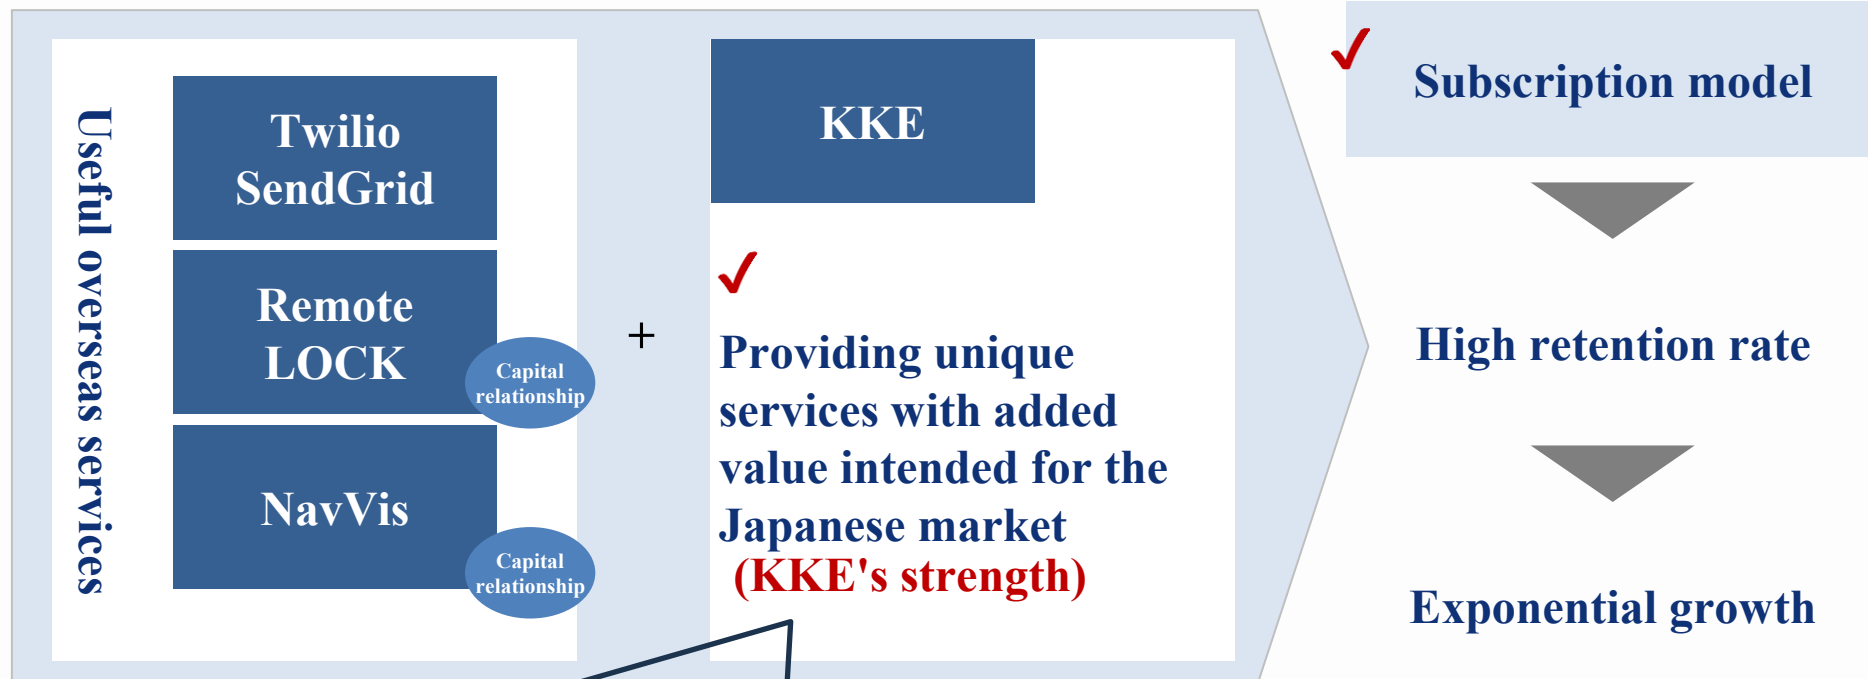 Useful overseas services
Twilio
SendGrid
Remote
LOCK
Capital
relationship
NavVis
Capital
relationship
+
KKE
Providing unique
services with added
value intended for the
Japanese market
(KKE's strength)
Subscription model
High retention rate
Exponential growth